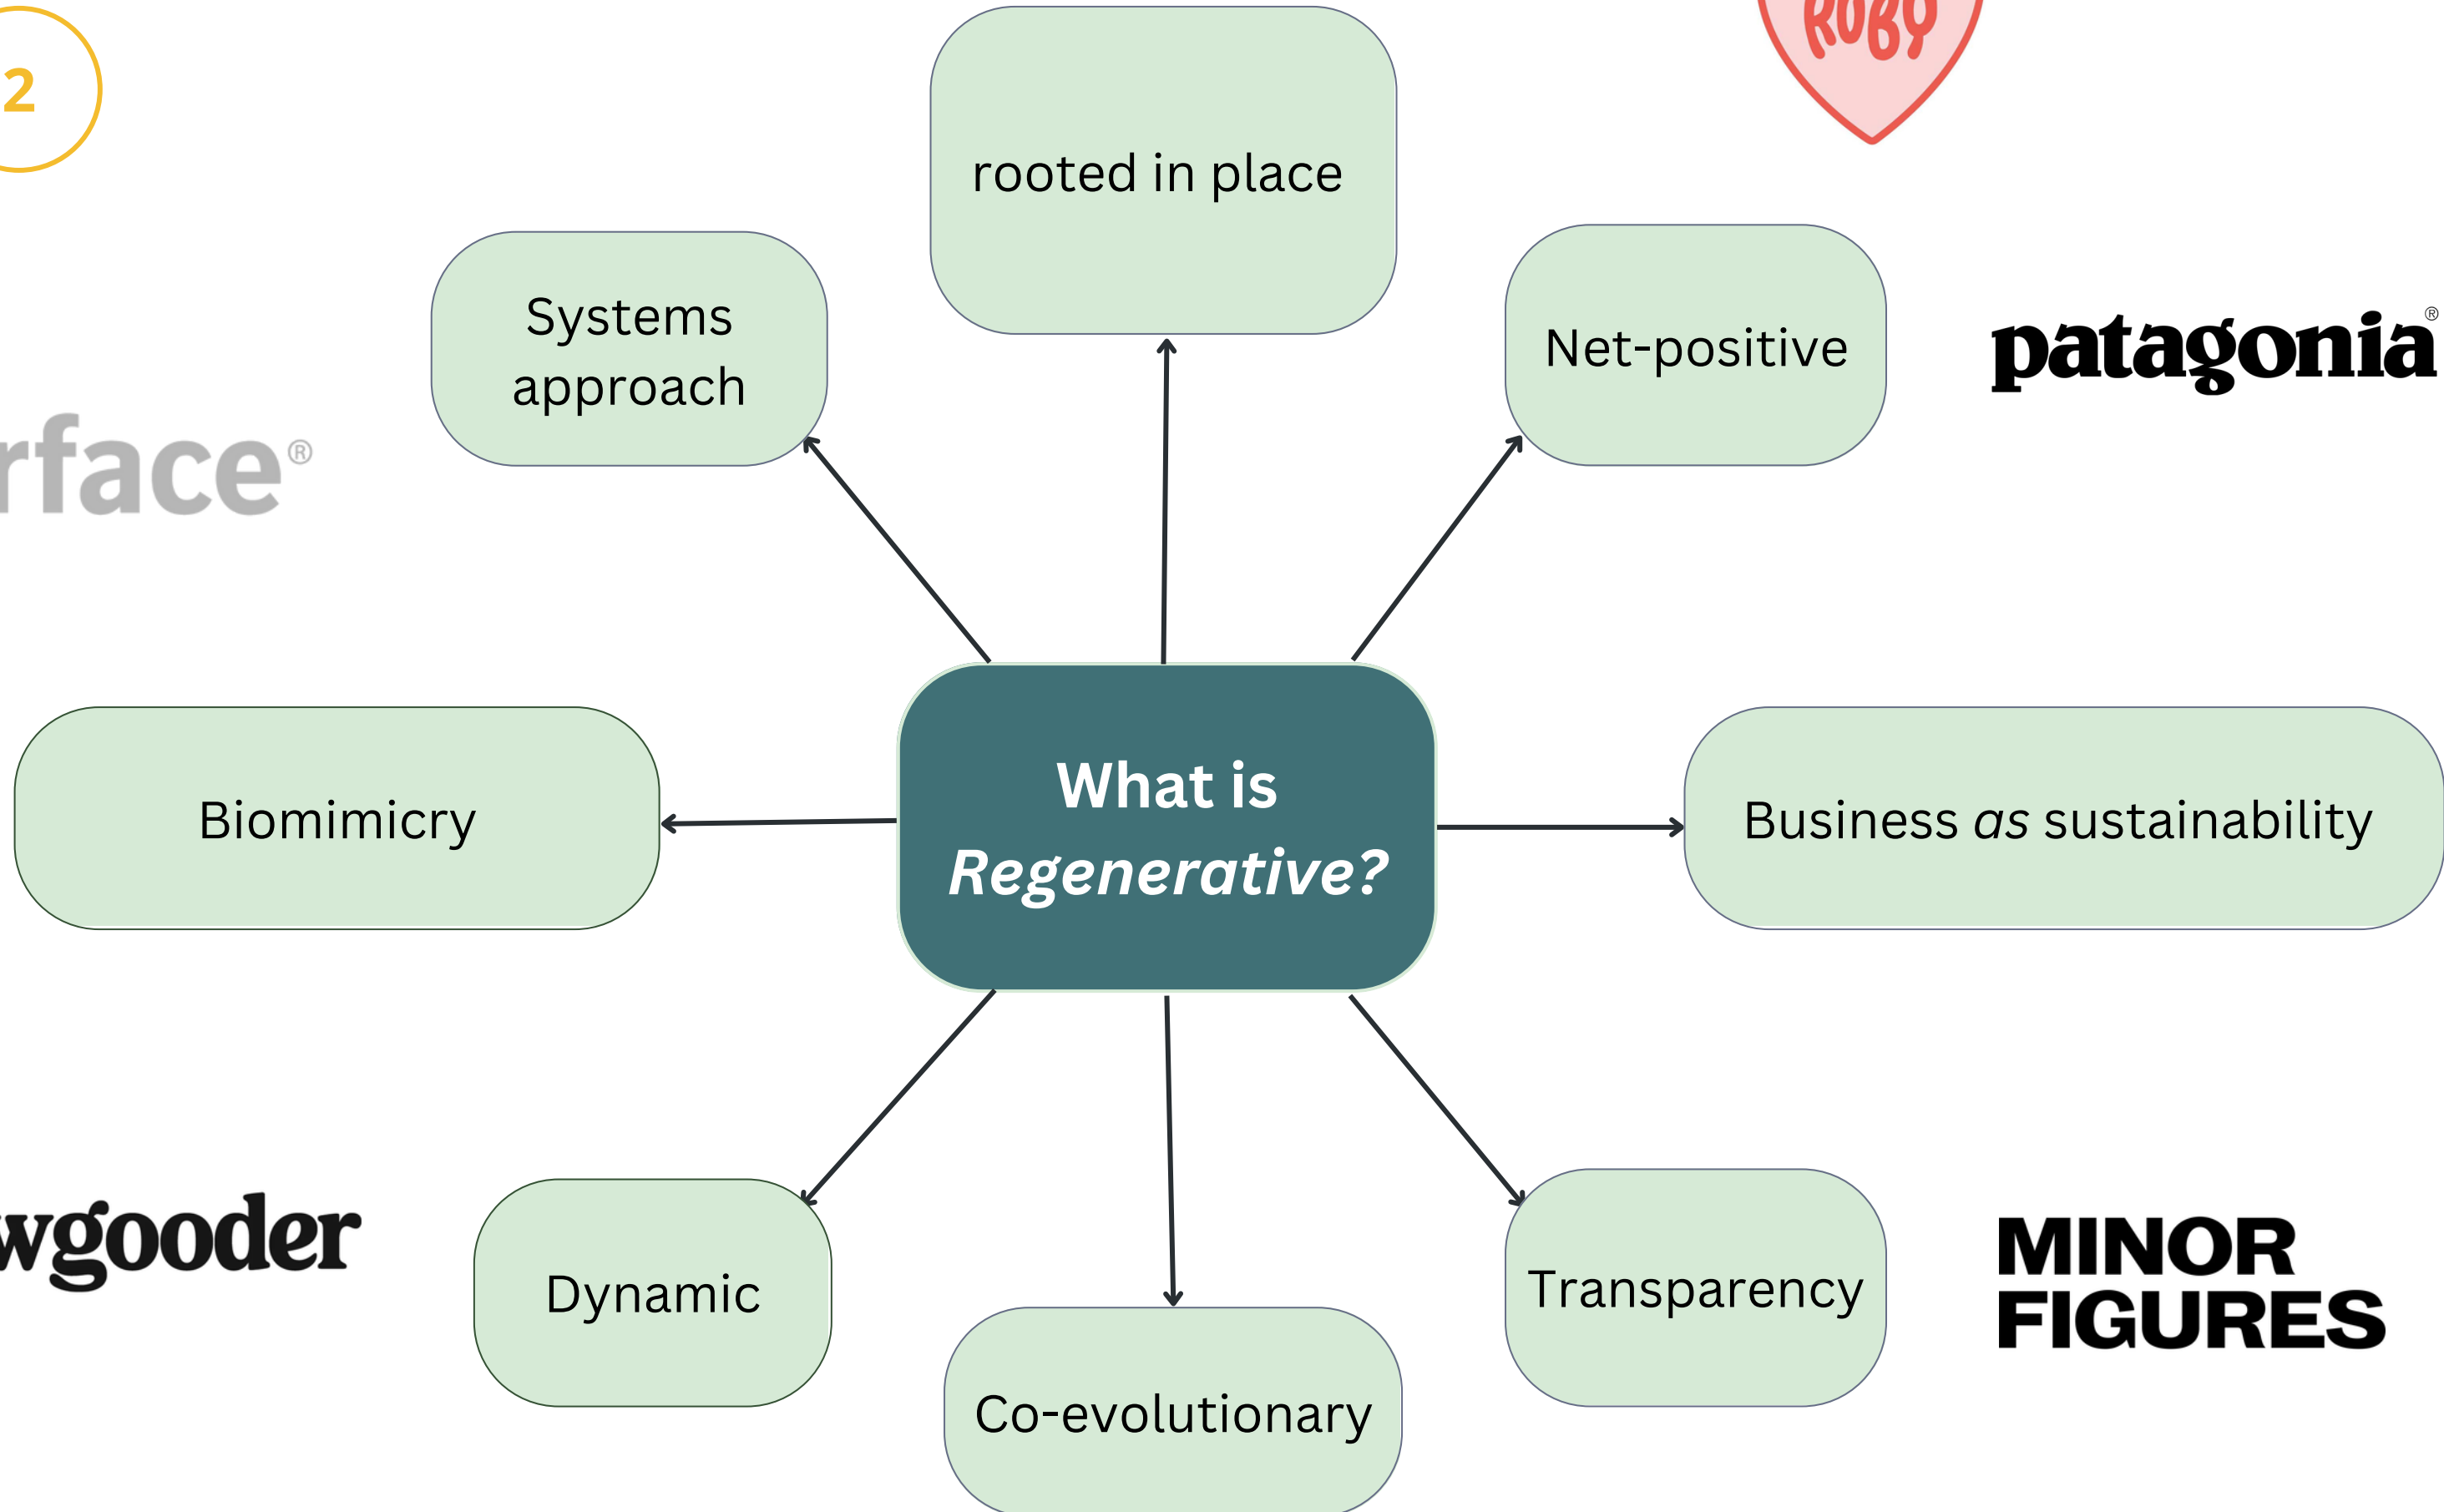 2
RUBY
rooted in place
Systems
approach
Net-positive
patagonia®
rface®
What is
Regenerative?
Biomimicry
Business as sustainability
wgooder
Dynamic
Transparency
MINOR
FIGURES
Co-evolutionary